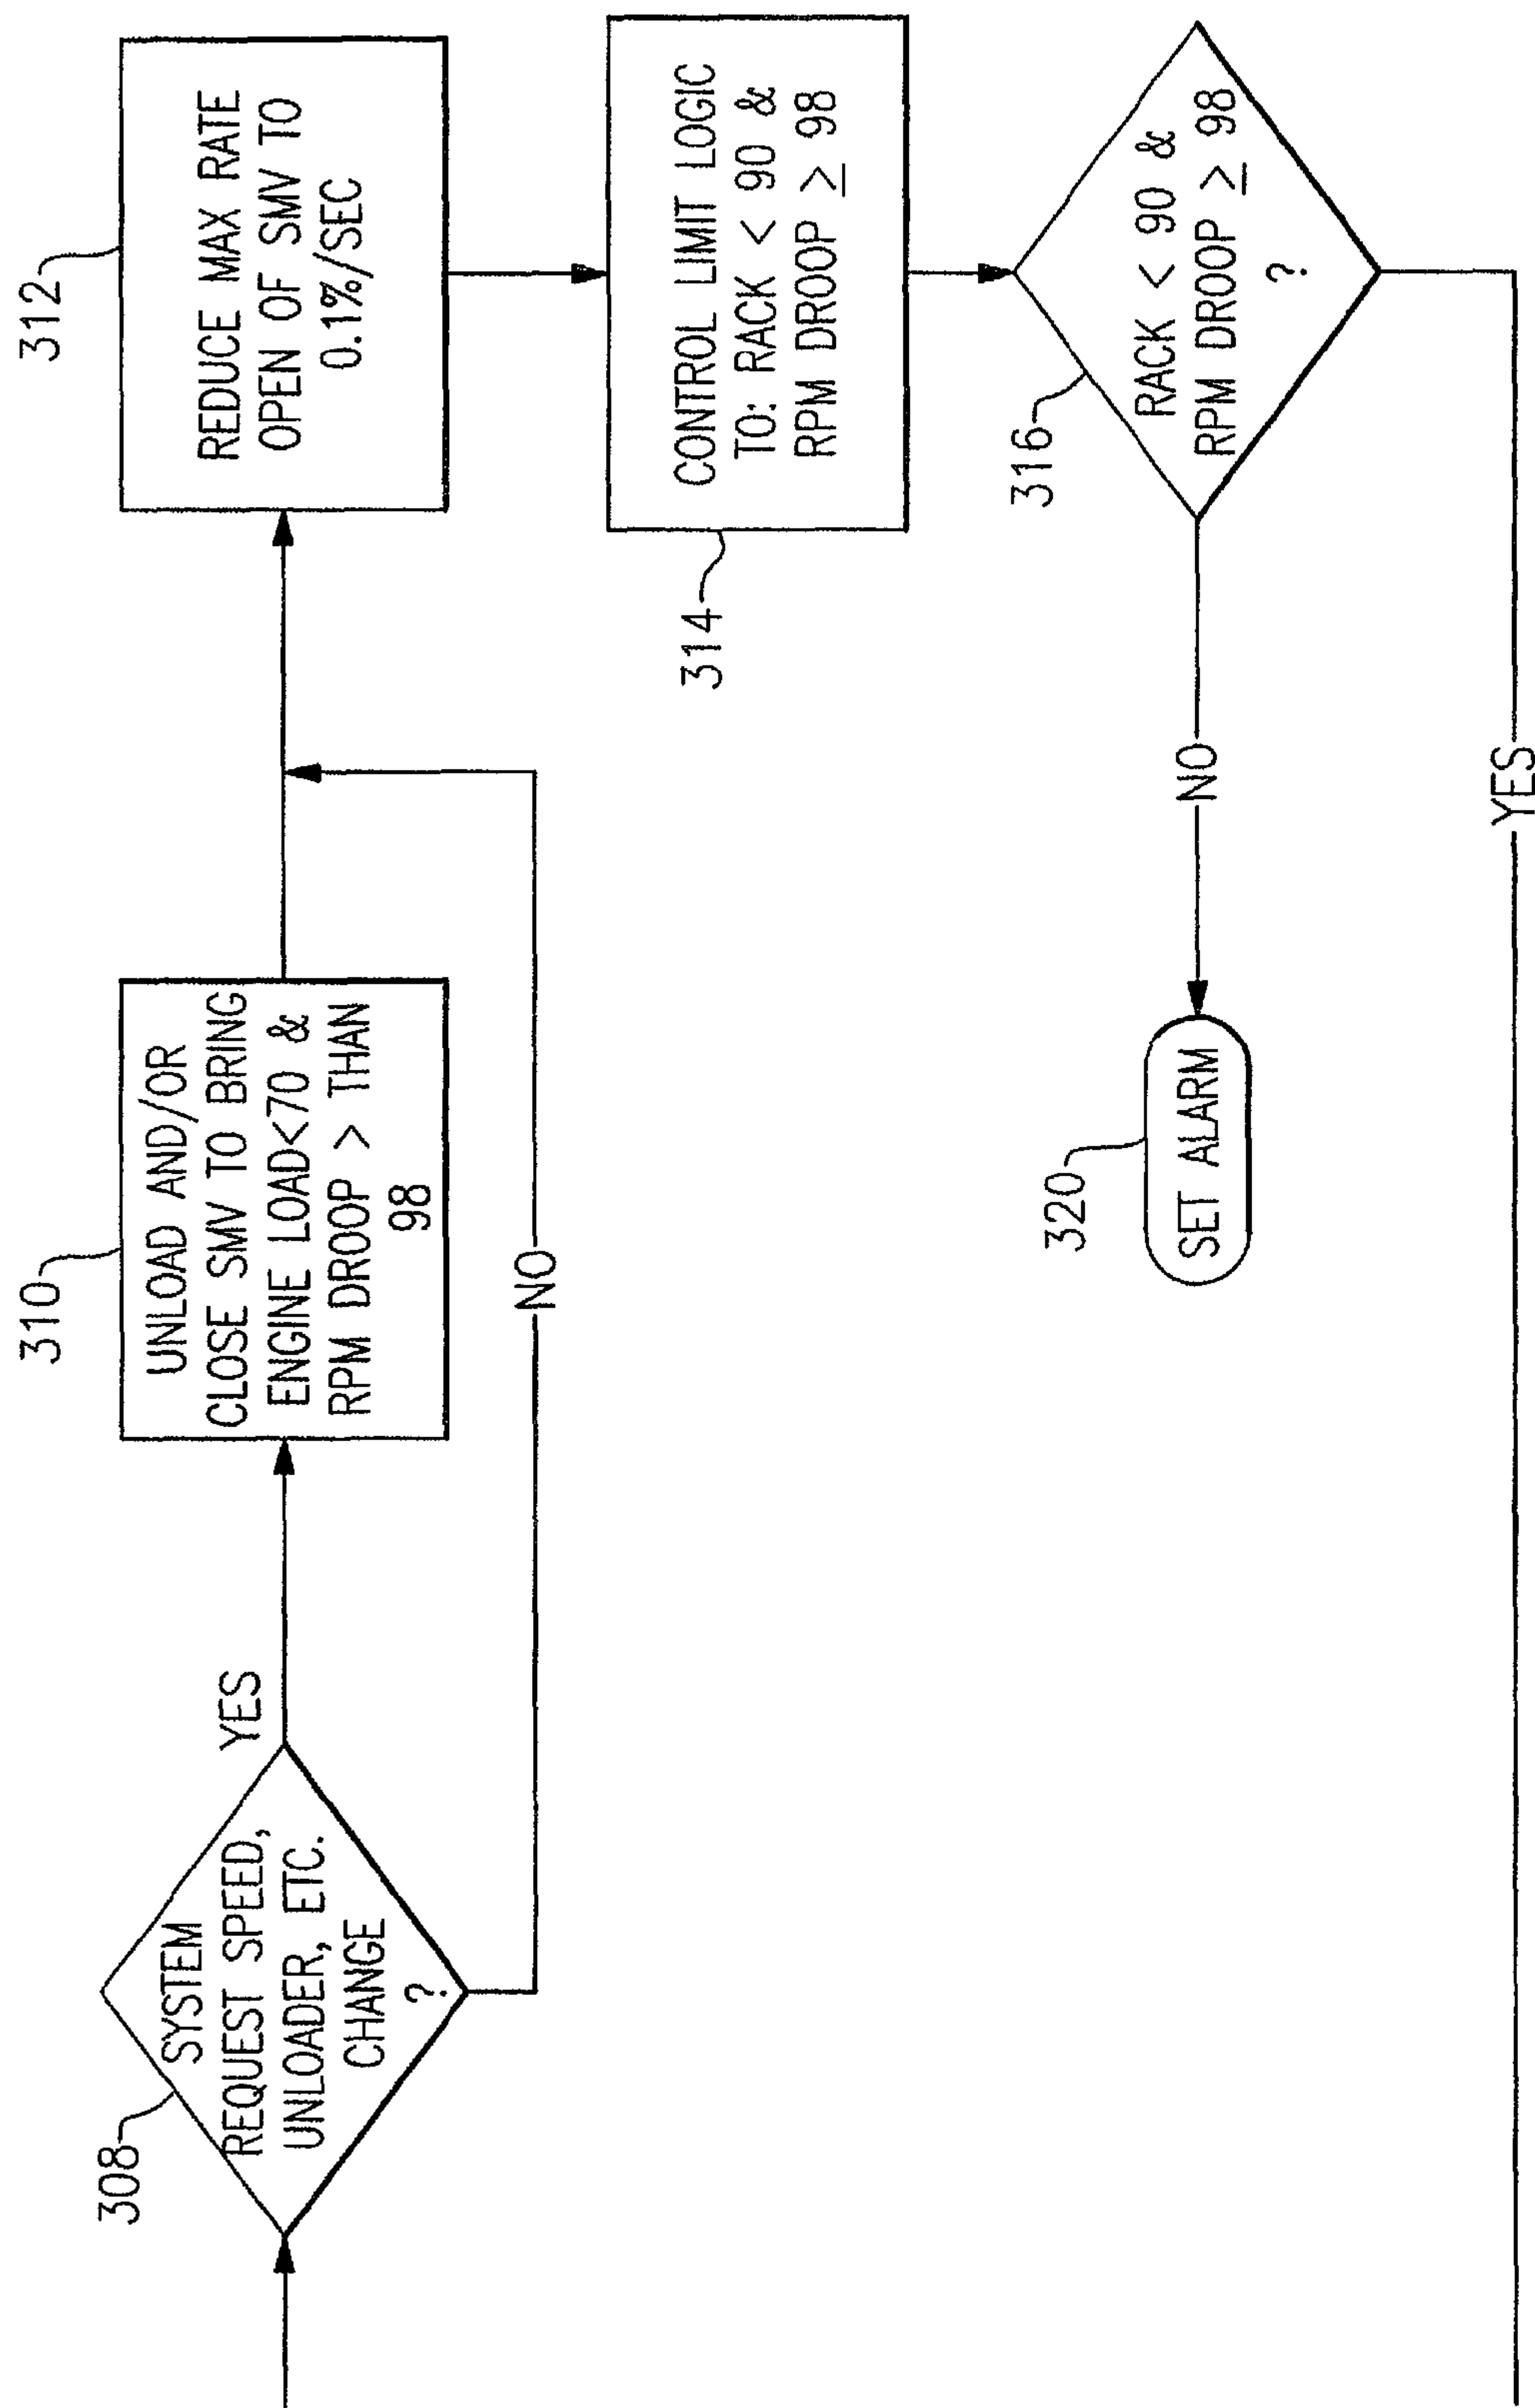 308
SYSTEM
REQUEST SPEED,
UNLOADER, ETC.
CHANGE
?
YES
NO
310
UNLOAD AND/OR
CLOSE SMV TO BRING
ENGINE LOAD<70 &
RPM DROOP > THAN
98
312
REDUCE MAX RATE
OPEN OF SMV TO
0.1%/SEC
314
CONTROL LIMIT LOGIC
TO: RACK < 90 &
RPM DROOP ≥ 98
316
RACK < 90 &
RPM DROOP ≥ 98
?
NO
320
SET ALARM
YES